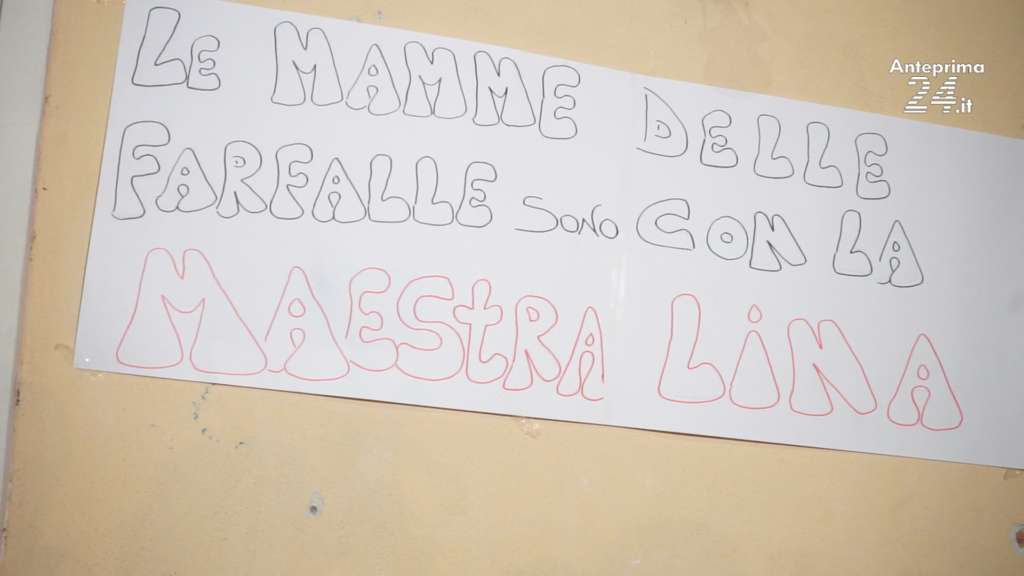 Anteprima
24.it
Le MAMME DELLE
FARFALLE SONO CON LA
MAEStRA LiNA